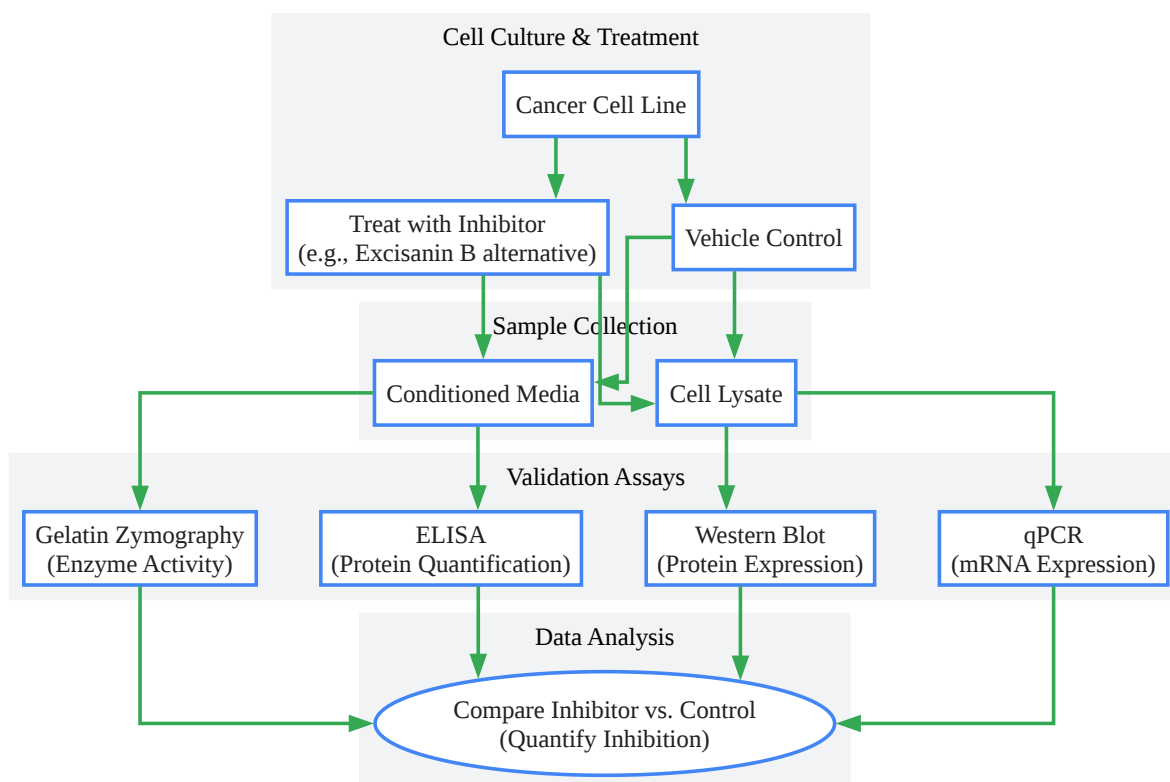 Cell Culture & Treatment
Cancer Cell Line
Treat with Inhibitor
(e.g., Excisanin B alternative)
Vehicle Control
Sample Collection
Conditioned Media
Cell Lysate
Validation Assays
Gelatin Zymography
(Enzyme Activity)
ELISA
(Protein Quantification)
Western Blot
(Protein Expression)
qPCR
(mRNA Expression)
Data Analysis
Compare Inhibitor vs. Control
(Quantify Inhibition)